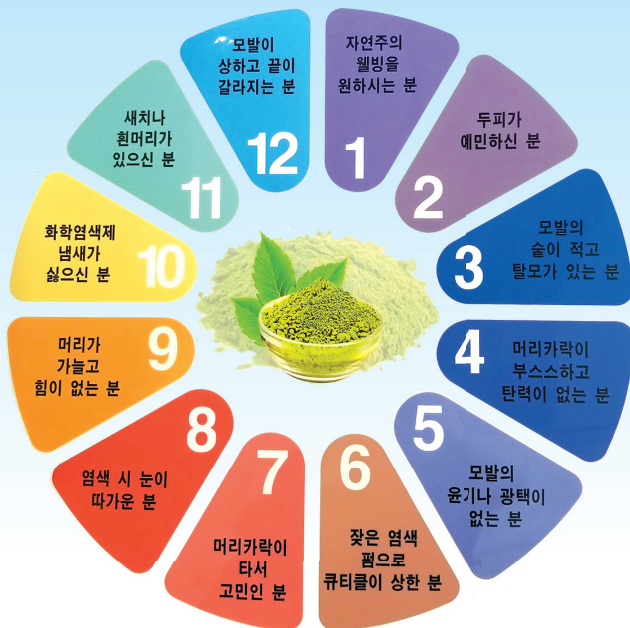 자연주의
웰빙을
원하시는 분
1
두피가
예민하신 분
2
모발의
숱이 적고
탈모가 있는 분
3
머리카락이
부스스하고
탄력이 없는 분
4
모발의
윤기나 광택이
없는 분
5
잦은 염색
펌으로
큐티클이 상한 분
6
머리카락이
타서
고민인 분
7
염색 시 눈이
따가운 분
8
머리가
가늘고
힘이 없는 분
9
화학염색제
냄새가
싫으신 분
10
새치나
흰머리가
있으신 분
11
모발이
상하고 끝이
갈라지는 분
12